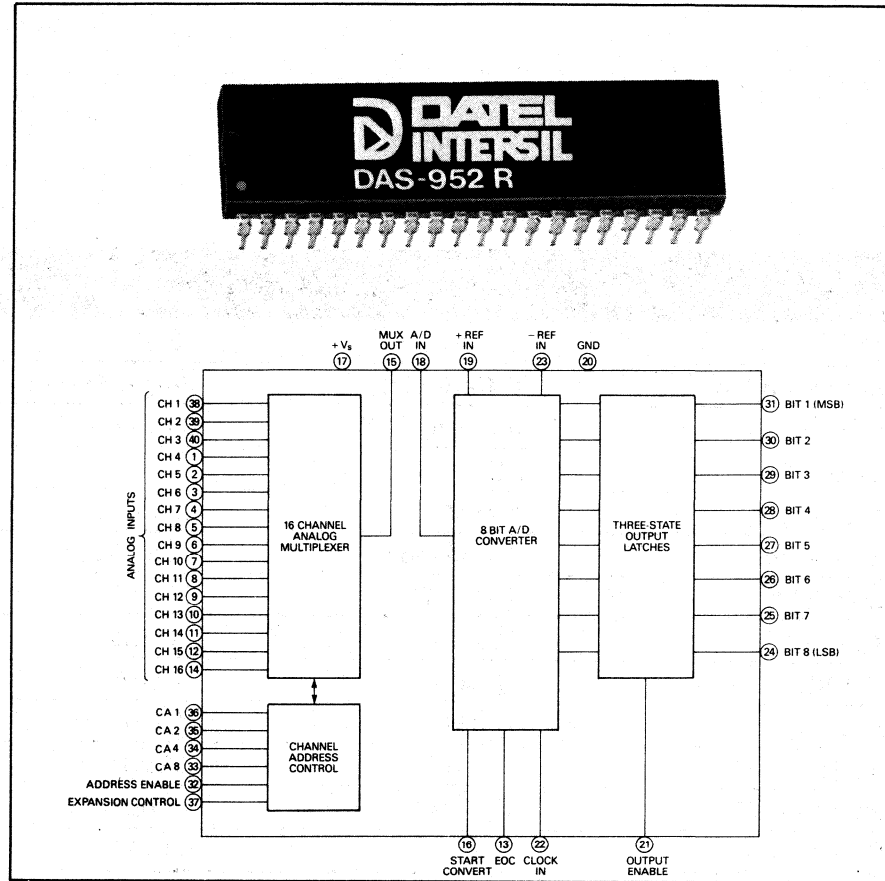 DATEL
INTERSIL
DAS-952 R
+ Vs
17
MUX
OUT
15
A/D
IN
18
+ REF
IN
19
− REF
IN
23
GND
20
ANALOG INPUTS
CH 1 38
CH 2 39
CH 3 40
CH 4 1
CH 5 2
CH 6 3
CH 7 4
CH 8 5
CH 9 6
CH 10 7
CH 11 8
CH 12 9
CH 13 10
CH 14 11
CH 15 12
CH 16 14
16 CHANNEL
ANALOG
MULTIPLEXER
8 BIT A/D
CONVERTER
THREE-STATE
OUTPUT
LATCHES
31 BIT 1 (MSB)
30 BIT 2
29 BIT 3
28 BIT 4
27 BIT 5
26 BIT 6
25 BIT 7
24 BIT 8 (LSB)
CA 1 36
CA 2 35
CA 4 34
CA 8 33
ADDRESS ENABLE 32
EXPANSION CONTROL 37
CHANNEL
ADDRESS
CONTROL
16
START
CONVERT
13
EOC
22
CLOCK
IN
21
OUTPUT
ENABLE